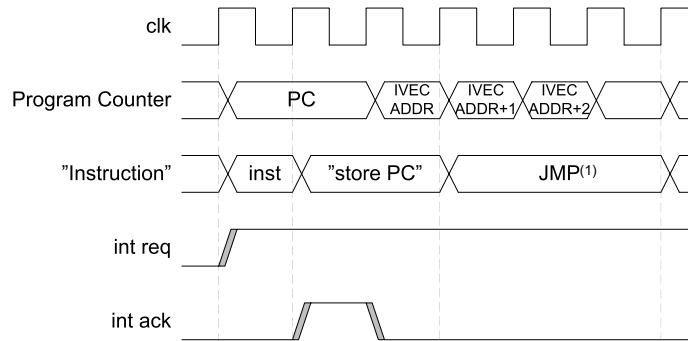 clk
Program Counter
PC
IVEC
ADDR
IVEC
ADDR+1
IVEC
ADDR+2
”Instruction”
inst
”store PC”
JMP(1)
int req
int ack